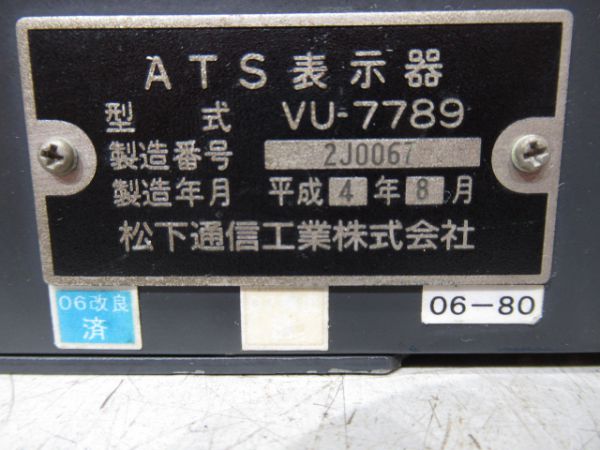 ATS表示器
型式 VU-7789
製造番号 2J0067
製造年月 平成4年8月
松下通信工業株式会社
06改良
済
06-80